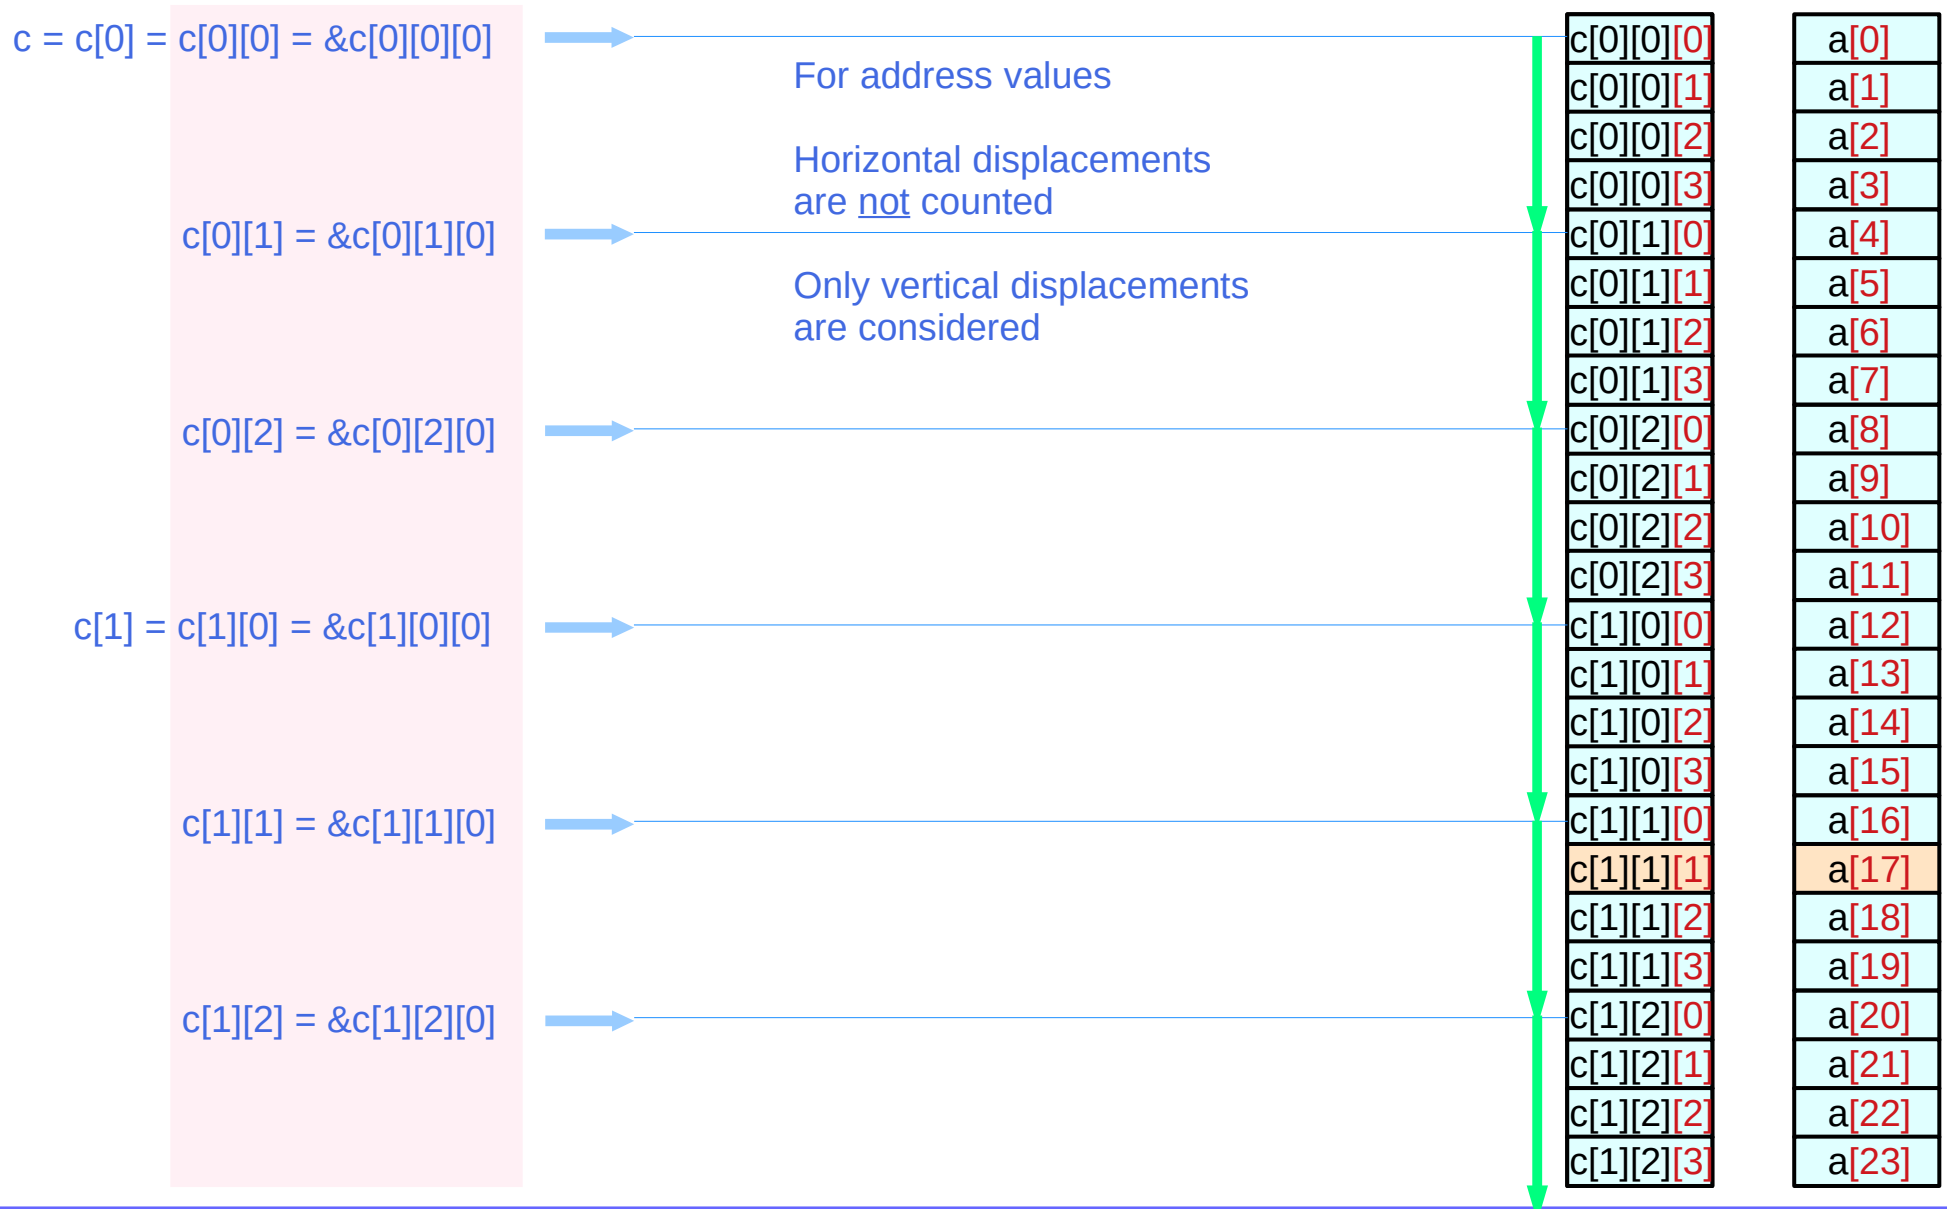 c = c[0] = c[0][0] = &c[0][0][0]
For address values
Horizontal displacements
are not counted
c[0][1] = &c[0][1][0]
Only vertical displacements
are considered
c[0][2] = &c[0][2][0]
c[1] = c[1][0] = &c[1][0][0]
c[1][1] = &c[1][1][0]
c[1][2] = &c[1][2][0]
c[0][0][0] a[0]
c[0][0][1] a[1]
c[0][0][2] a[2]
c[0][0][3] a[3]
c[0][1][0] a[4]
c[0][1][1] a[5]
c[0][1][2] a[6]
c[0][1][3] a[7]
c[0][2][0] a[8]
c[0][2][1] a[9]
c[0][2][2] a[10]
c[0][2][3] a[11]
c[1][0][0] a[12]
c[1][0][1] a[13]
c[1][0][2] a[14]
c[1][0][3] a[15]
c[1][1][0] a[16]
c[1][1][1] a[17]
c[1][1][2] a[18]
c[1][1][3] a[19]
c[1][2][0] a[20]
c[1][2][1] a[21]
c[1][2][2] a[22]
c[1][2][3] a[23]